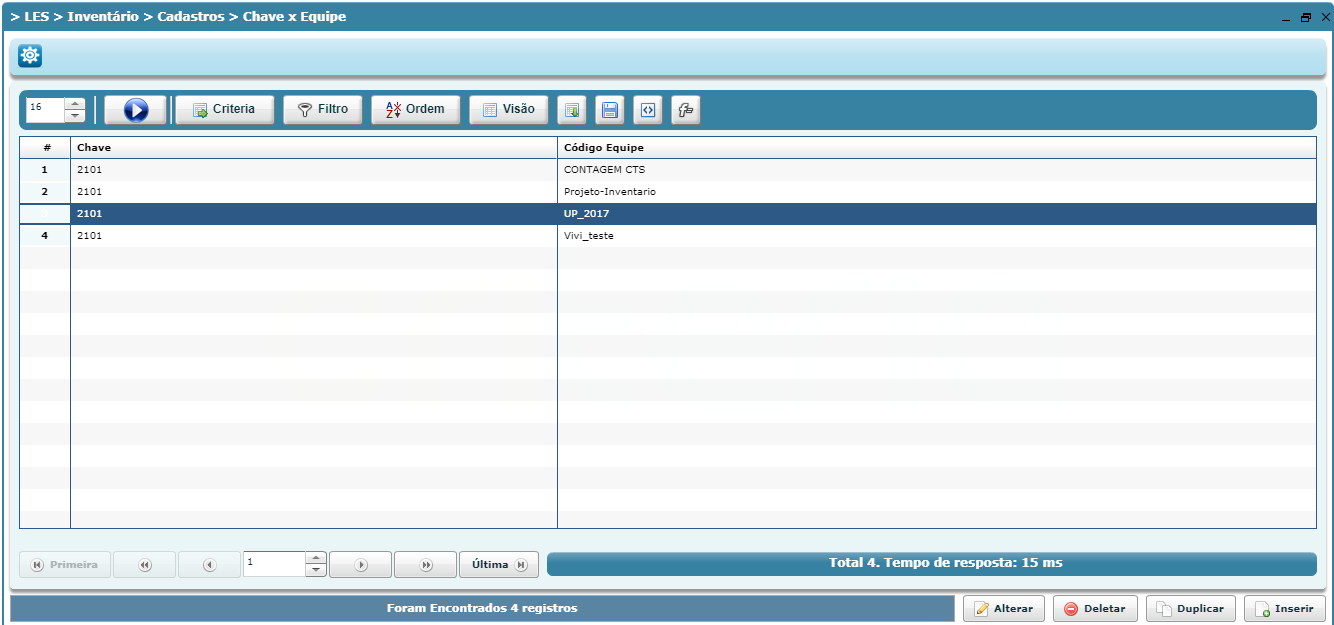 > LES > Inventário > Cadastros > Chave x Equipe
16 Criteria Filtro Ordem Visão
# Chave Código Equipe
1 2101 CONTAGEM CTS
2 2101 Projeto-Inventario
3 2101 UP_2017
4 2101 Vivi_teste
Primeira 1 Última Total 4. Tempo de resposta: 15 ms
Foram Encontrados 4 registros Alterar Deletar Duplicar Inserir